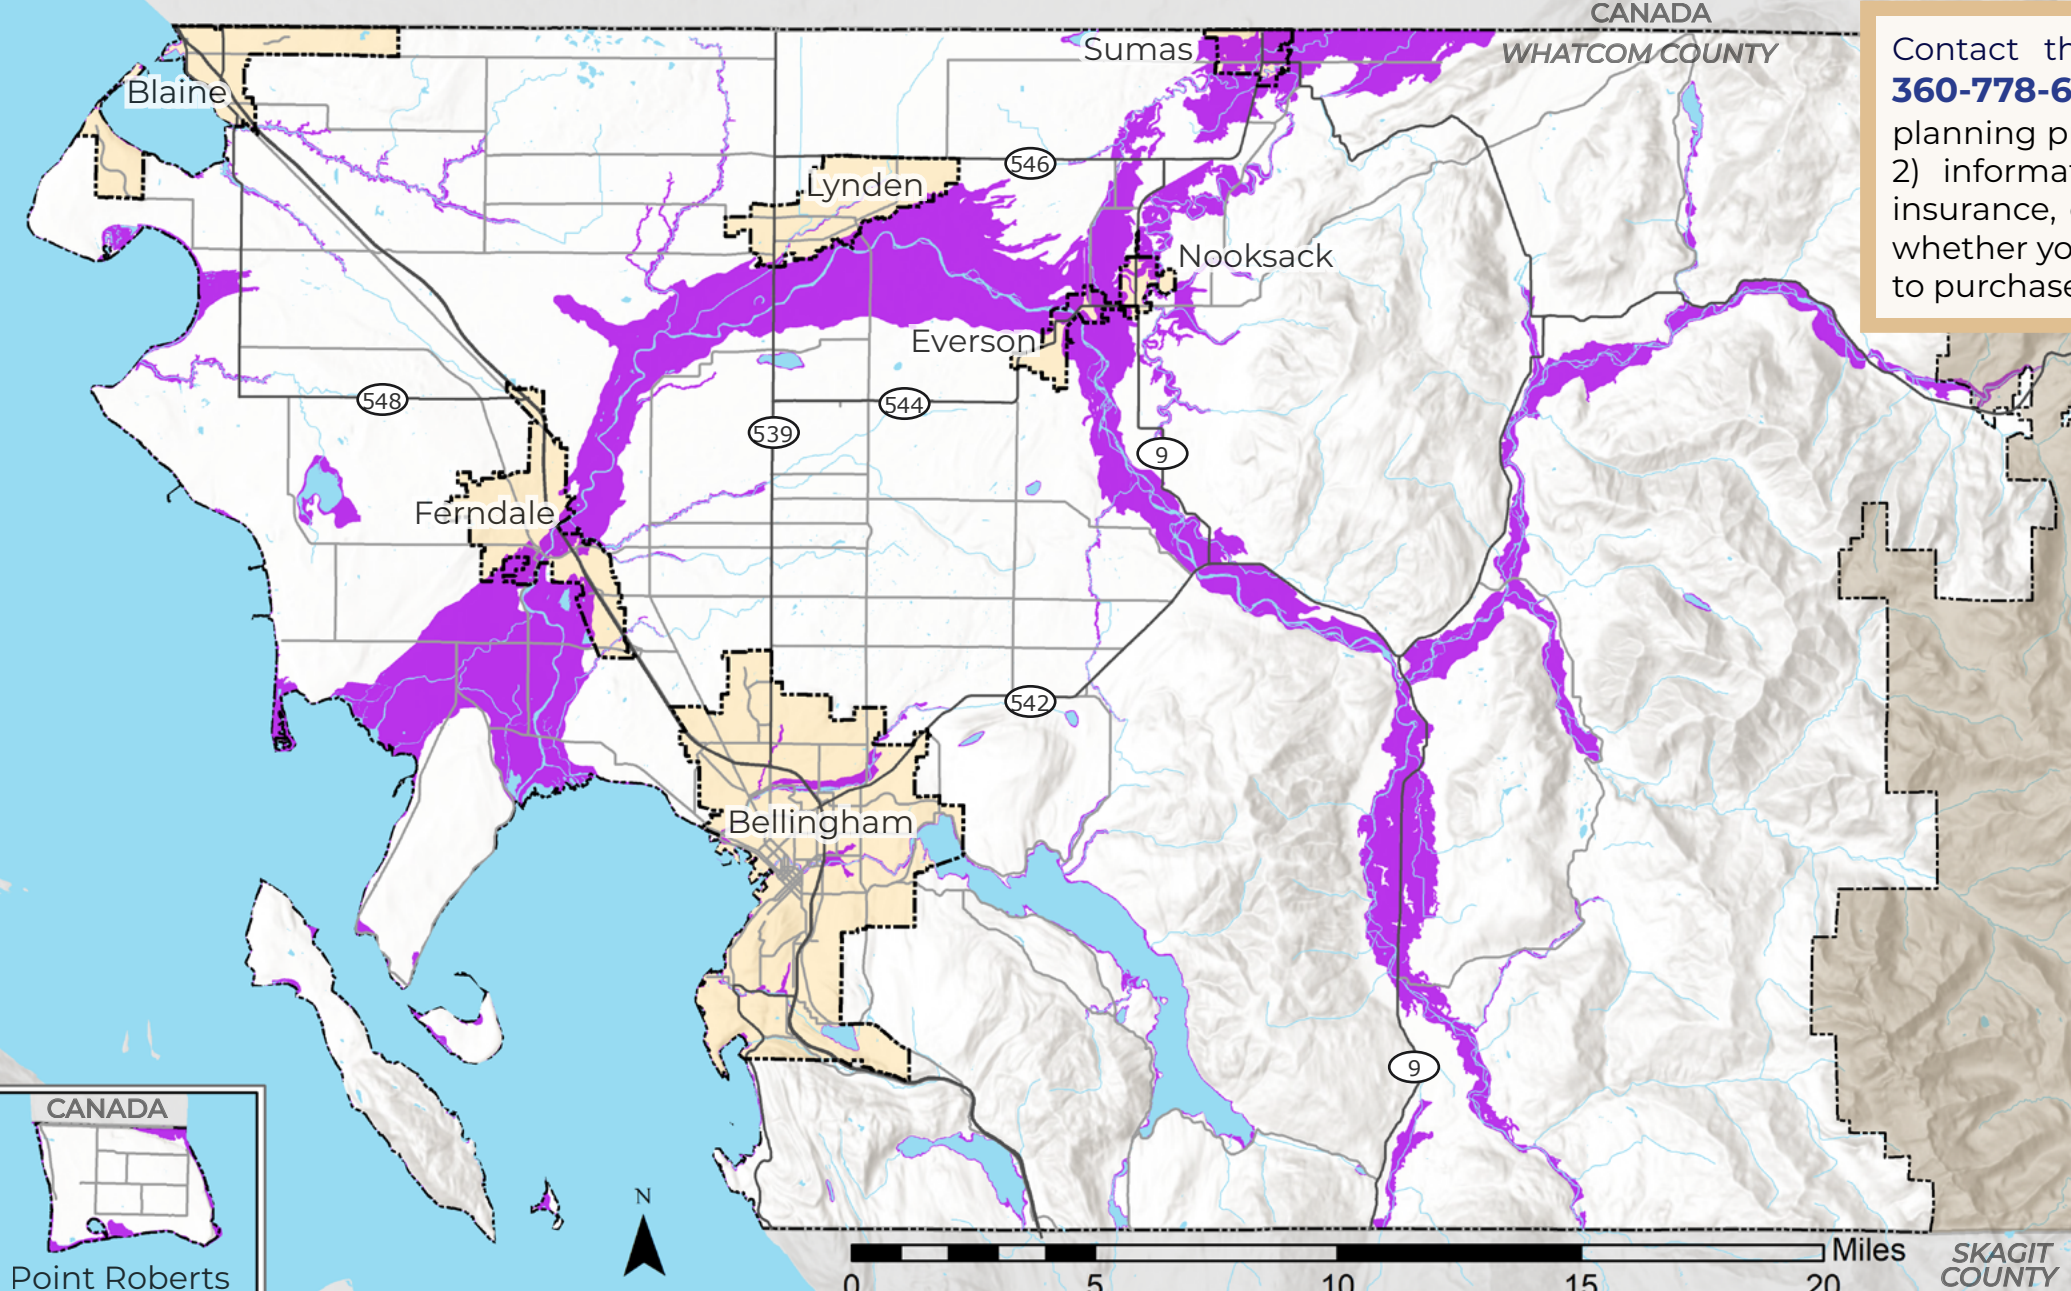 CANADA
WHATCOM COUNTY
Sumas
Blaine
Contact
360-778-6
planning
2)
insurance,
whether
to purchase
546
Lynden
Nooksack
Everson
548
544
539
9
Ferndale
542
Bellingham
9
CANADA
Point Roberts
N
Miles
0 5 10 15 20
SKAGIT
COUNTY